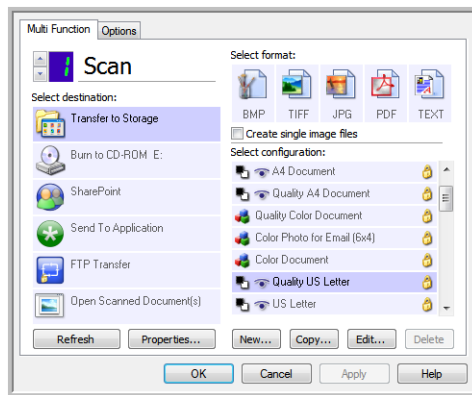 Multi Function
Options
1 Scan
Select destination:
Transfer to Storage
Burn to CD-ROM E:
SharePoint
Send To Application
FTP Transfer
Open Scanned Document(s)
Refresh
Properties...
Select format:
BMP TIFF JPG PDF TEXT
Create single image files
Select configuration:
A4 Document
Quality A4 Document
Quality Color Document
Color Photo for Email (6x4)
Color Document
Quality US Letter
US Letter
New... Copy... Edit... Delete
OK Cancel Apply Help